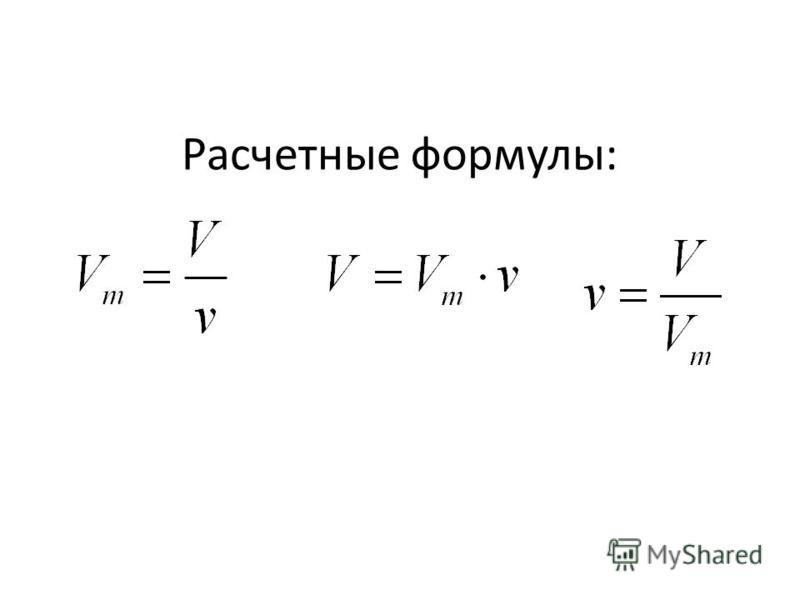 Расчетные формулы:
V_m = V / ν
V = V_m · ν
ν = V / V_m
MyShared